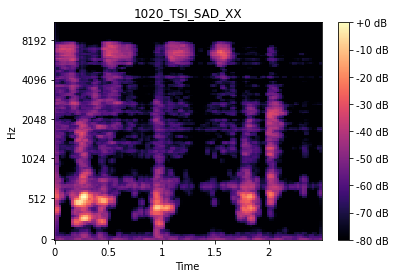 1020_TSI_SAD_XX
+0 dB
8192
-10 dB
4096
-20 dB
-30 dB
Hz
2048
-40 dB
1024
-50 dB
512
-60 dB
-70 dB
0
-80 dB
0 0.5 1 1.5 2
Time